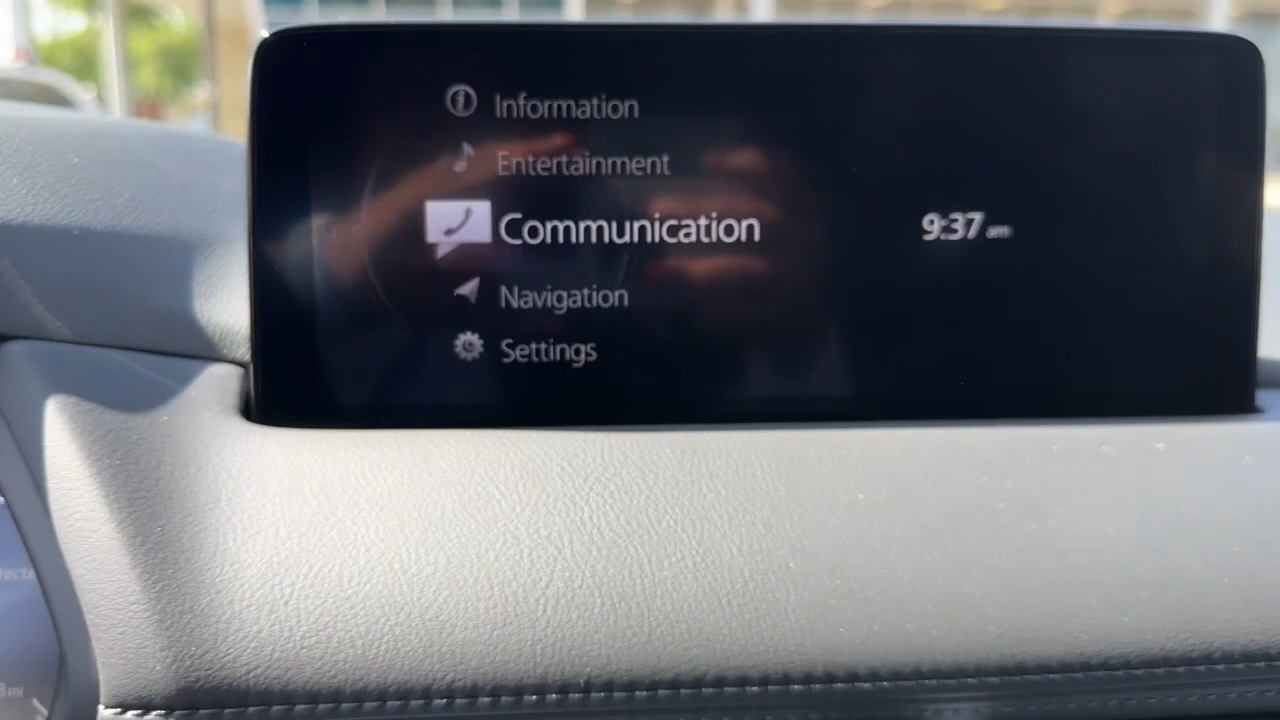 Information
Entertainment
Communication
9:37 am
Navigation
Settings